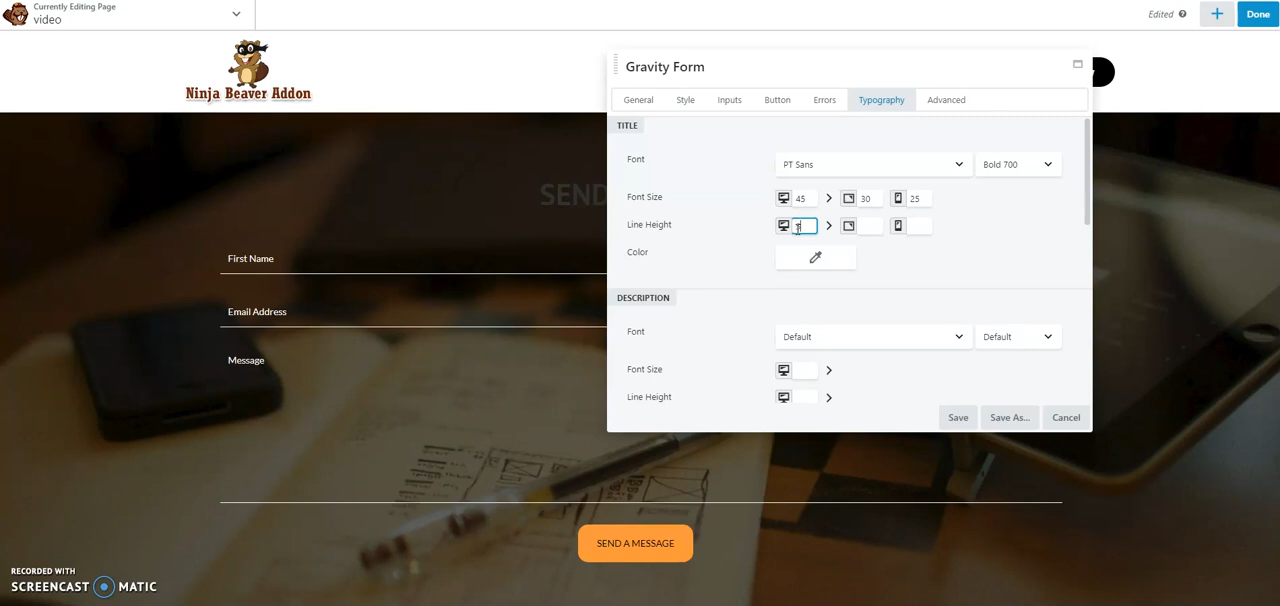 Currently Editing Page
video
Edited
Done
Ninja Beaver Addon
Gravity Form
General Style Inputs Button Errors Typography Advanced
TITLE
Font PT Sans Bold 700
SEND
Font Size 45 30 25
Line Height
Color
First Name
DESCRIPTION
Email Address
Font Default Default
Message
Font Size
Line Height
Save Save As... Cancel
SEND A MESSAGE
RECORDED WITH
SCREENCAST MATIC